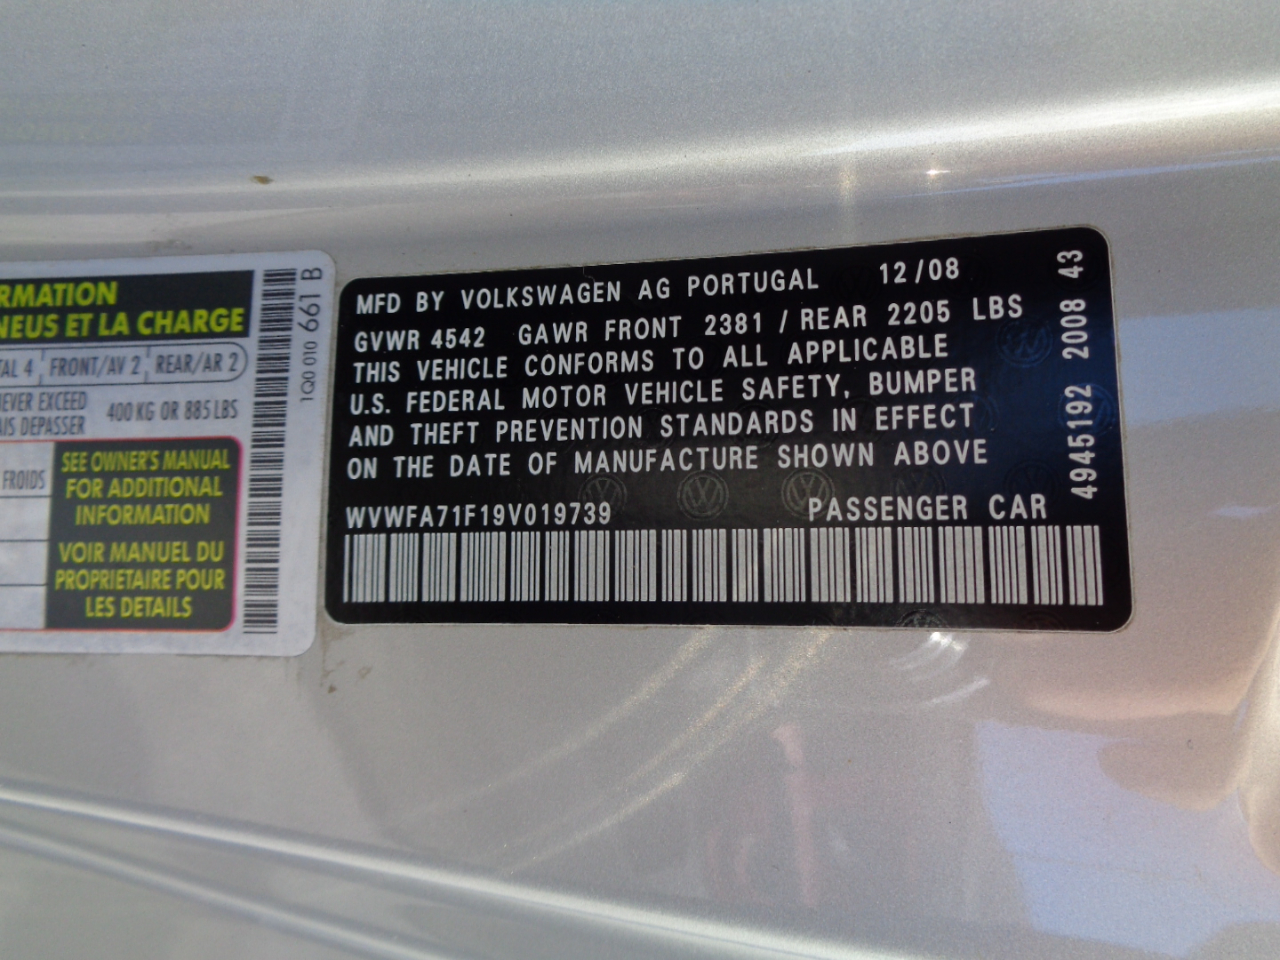 RMATION
NEUS ET LA CHARGE
TAL 4 FRONT/AV 2 REAR/AR 2
NEVER EXCEED
AIS DEPASSER
400 KG OR 885 LBS
FROIDS
SEE OWNER'S MANUAL
FOR ADDITIONAL
INFORMATION
VOIR MANUEL DU
PROPRIETAIRE POUR
LES DETAILS
1Q0 010 661 B
MFD BY VOLKSWAGEN AG PORTUGAL 12/08
GVWR 4542 GAWR FRONT 2381 / REAR 2205 LBS
THIS VEHICLE CONFORMS TO ALL APPLICABLE
U.S. FEDERAL MOTOR VEHICLE SAFETY, BUMPER
AND THEFT PREVENTION STANDARDS IN EFFECT
ON THE DATE OF MANUFACTURE SHOWN ABOVE
WVWFA71F19V019739 PASSENGER CAR
4945192 2008 43